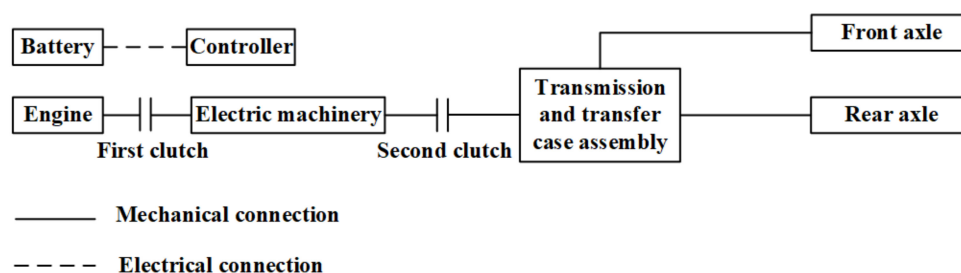 Battery
Controller
Front axle
Engine
Electric machinery
Transmission
and transfer
case assembly
Rear axle
First clutch
Second clutch
Mechanical connection
Electrical connection